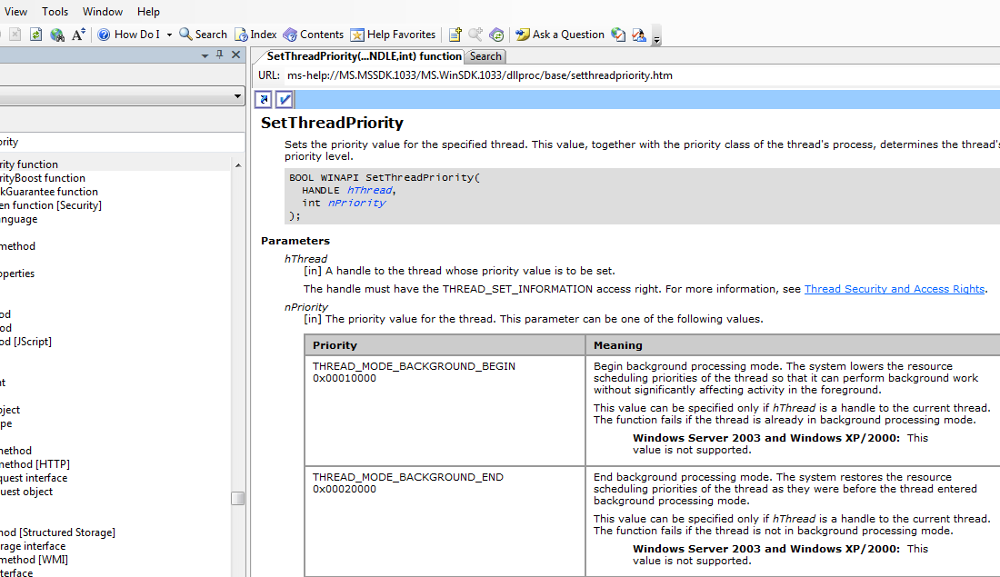 View Tools Window Help
How Do I Search Index Contents Help Favorites Ask a Question
SetThreadPriority(...NDLE,int) function Search
URL: ms-help://MS.MSSDK.1033/MS.WinSDK.1033/dllproc/base/setthreadpriority.htm
ority
rity function
rityBoost function
kGuarantee function
en function [Security]
anguage
method
operties
od
od
od [JScript]
nt
bject
pe
method
method [HTTP]
quest interface
uest object
hod [Structured Storage]
rage interface
method [WMI]
terface
SetThreadPriority
Sets the priority value for the specified thread. This value, together with the priority class of the thread's process, determines the thread's
priority level.
BOOL WINAPI SetThreadPriority(
HANDLE hThread,
int nPriority
);
Parameters
hThread
[in] A handle to the thread whose priority value is to be set.
The handle must have the THREAD_SET_INFORMATION access right. For more information, see Thread Security and Access Rights.
nPriority
[in] The priority value for the thread. This parameter can be one of the following values.
Priority Meaning
THREAD_MODE_BACKGROUND_BEGIN
0x00010000
Begin background processing mode. The system lowers the resource
scheduling priorities of the thread so that it can perform background work
without significantly affecting activity in the foreground.
This value can be specified only if hThread is a handle to the current thread.
The function fails if the thread is already in background processing mode.
Windows Server 2003 and Windows XP/2000: This
value is not supported.
THREAD_MODE_BACKGROUND_END
0x00020000
End background processing mode. The system restores the resource
scheduling priorities of the thread as they were before the thread entered
background processing mode.
This value can be specified only if hThread is a handle to the current thread.
The function fails if the thread is not in background processing mode.
Windows Server 2003 and Windows XP/2000: This
value is not supported.